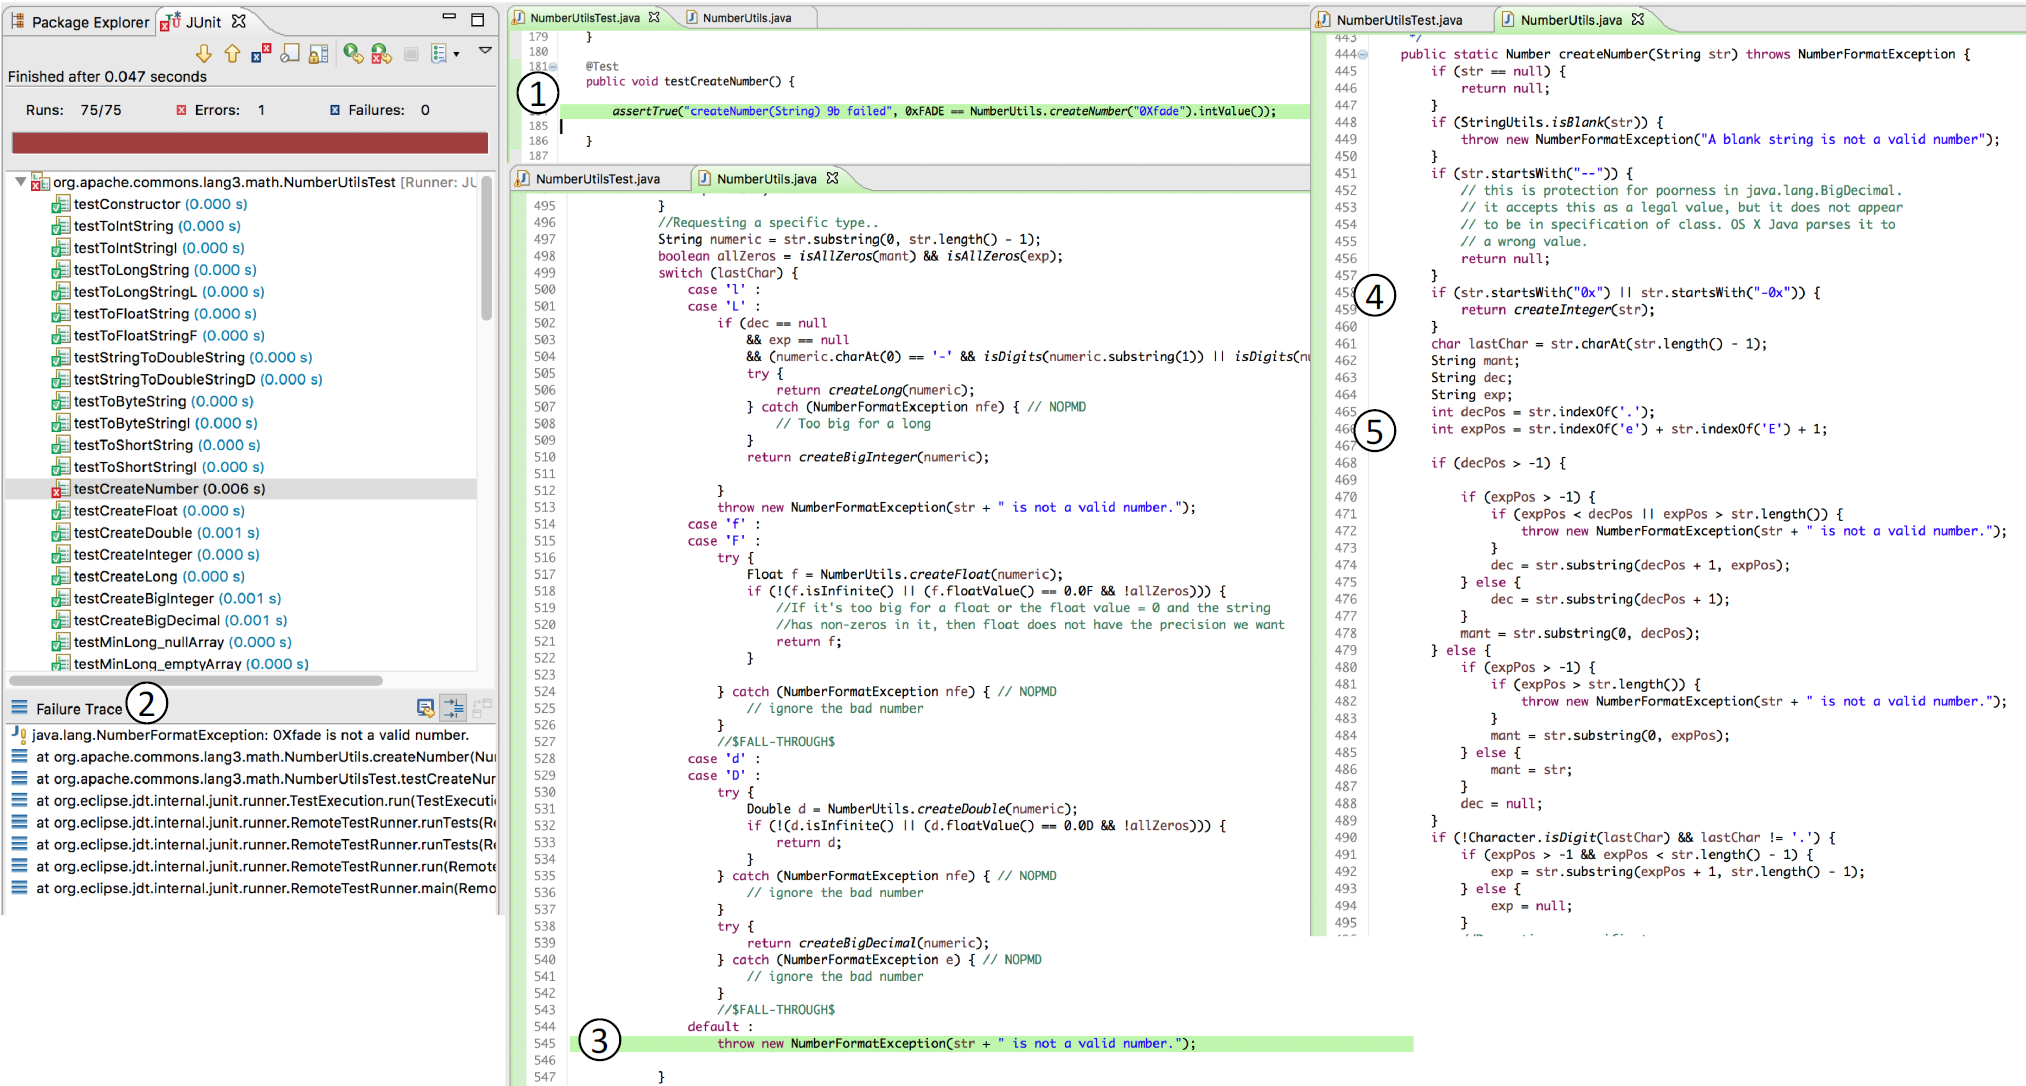 Package Explorer
JUnit
Finished after 0.047 seconds
Runs: 75/75
Errors: 1
Failures: 0
org.apache.commons.lang3.math.NumberUtilsTest [Runner: JU
testConstructor (0.000 s)
testToIntString (0.000 s)
testToIntStringI (0.000 s)
testToLongString (0.000 s)
testToLongStringL (0.000 s)
testToFloatString (0.000 s)
testToFloatStringF (0.000 s)
testStringToDoubleString (0.000 s)
testStringToDoubleStringD (0.000 s)
testToByteString (0.000 s)
testToByteStringI (0.000 s)
testToShortString (0.000 s)
testToShortStringI (0.000 s)
testCreateNumber (0.006 s)
testCreateFloat (0.000 s)
testCreateDouble (0.001 s)
testCreateInteger (0.000 s)
testCreateLong (0.000 s)
testCreateBigInteger (0.001 s)
testCreateBigDecimal (0.001 s)
testMinLong_nullArray (0.000 s)
testMinLong_emptyArray (0.000 s)
Failure Trace
2
java.lang.NumberFormatException: 0Xfade is not a valid number.
at org.apache.commons.lang3.math.NumberUtils.createNumber(Nu
at org.apache.commons.lang3.math.NumberUtilsTest.testCreateNur
at org.eclipse.jdt.internal.junit.runner.TestExecution.run(TestExecuti
at org.eclipse.jdt.internal.junit.runner.RemoteTestRunner.runTests(Re
at org.eclipse.jdt.internal.junit.runner.RemoteTestRunner.runTests(Re
at org.eclipse.jdt.internal.junit.runner.RemoteTestRunner.run(Remote
at org.eclipse.jdt.internal.junit.runner.RemoteTestRunner.main(Remo
NumberUtilsTest.java
NumberUtils.java
179 }
180
181 @Test
public void testCreateNumber() {
1
assertTrue("createNumber(String) 9b failed", 0xFADE == NumberUtils.createNumber("0Xfade").intValue());
185
186 }
187
NumberUtilsTest.java
NumberUtils.java
495 }
496 //Requesting a specific type..
497 String numeric = str.substring(0, str.length() - 1);
498 boolean allZeros = isAllZeros(mant) && isAllZeros(exp);
499 switch (lastChar) {
500 case 'l' :
501 case 'L' :
502 if (dec == null
503 && exp == null
504 && (numeric.charAt(0) == '-' && isDigits(numeric.substring(1)) || isDigits(nu
505 try {
506 return createLong(numeric);
507 } catch (NumberFormatException nfe) { // NOPMD
508 // Too big for a long
509 }
510 return createBigInteger(numeric);
511
512 }
513 throw new NumberFormatException(str + " is not a valid number.");
514 case 'f' :
515 case 'F' :
516 try {
517 Float f = NumberUtils.createFloat(numeric);
518 if (!(f.isInfinite() || (f.floatValue() == 0.0F && !allZeros))) {
519 //If it's too big for a float or the float value = 0 and the string
520 //has non-zeros in it, then float does not have the precision we want
521 return f;
522 }
523
524 } catch (NumberFormatException nfe) { // NOPMD
525 // ignore the bad number
526 }
527 //$FALL-THROUGH$
528 case 'd' :
529 case 'D' :
530 try {
531 Double d = NumberUtils.createDouble(numeric);
532 if (!(d.isInfinite() || (d.floatValue() == 0.0D && !allZeros))) {
533 return d;
534 }
535 } catch (NumberFormatException nfe) { // NOPMD
536 // ignore the bad number
537 }
538 try {
539 return createBigDecimal(numeric);
540 } catch (NumberFormatException e) { // NOPMD
541 // ignore the bad number
542 }
543 //$FALL-THROUGH$
544 default :
3
545 throw new NumberFormatException(str + " is not a valid number.");
546
547 }
NumberUtilsTest.java
NumberUtils.java
443 */
444 public static Number createNumber(String str) throws NumberFormatException {
445 if (str == null) {
446 return null;
447 }
448 if (StringUtils.isBlank(str)) {
449 throw new NumberFormatException("A blank string is not a valid number");
450 }
451 if (str.startsWith("--")) {
452 // this is protection for poorness in java.lang.BigDecimal.
453 // it accepts this as a legal value, but it does not appear
454 // to be in specification of class. OS X Java parses it to
455 // a wrong value.
456 return null;
457 }
4
458 if (str.startsWith("0x") || str.startsWith("-0x")) {
459 return createInteger(str);
460 }
461 char lastChar = str.charAt(str.length() - 1);
462 String mant;
463 String dec;
464 String exp;
465 int decPos = str.indexOf('.');
5
466 int expPos = str.indexOf('e') + str.indexOf('E') + 1;
467
468 if (decPos > -1) {
469
470 if (expPos > -1) {
471 if (expPos < decPos || expPos > str.length()) {
472 throw new NumberFormatException(str + " is not a valid number.");
473 }
474 dec = str.substring(decPos + 1, expPos);
475 } else {
476 dec = str.substring(decPos + 1);
477 }
478 mant = str.substring(0, decPos);
479 } else {
480 if (expPos > -1) {
481 if (expPos > str.length()) {
482 throw new NumberFormatException(str + " is not a valid number.");
483 }
484 mant = str.substring(0, expPos);
485 } else {
486 mant = str;
487 }
488 dec = null;
489 }
490 if (!Character.isDigit(lastChar) && lastChar != '.') {
491 if (expPos > -1 && expPos < str.length() - 1) {
492 exp = str.substring(expPos + 1, str.length() - 1);
493 } else {
494 exp = null;
495 }